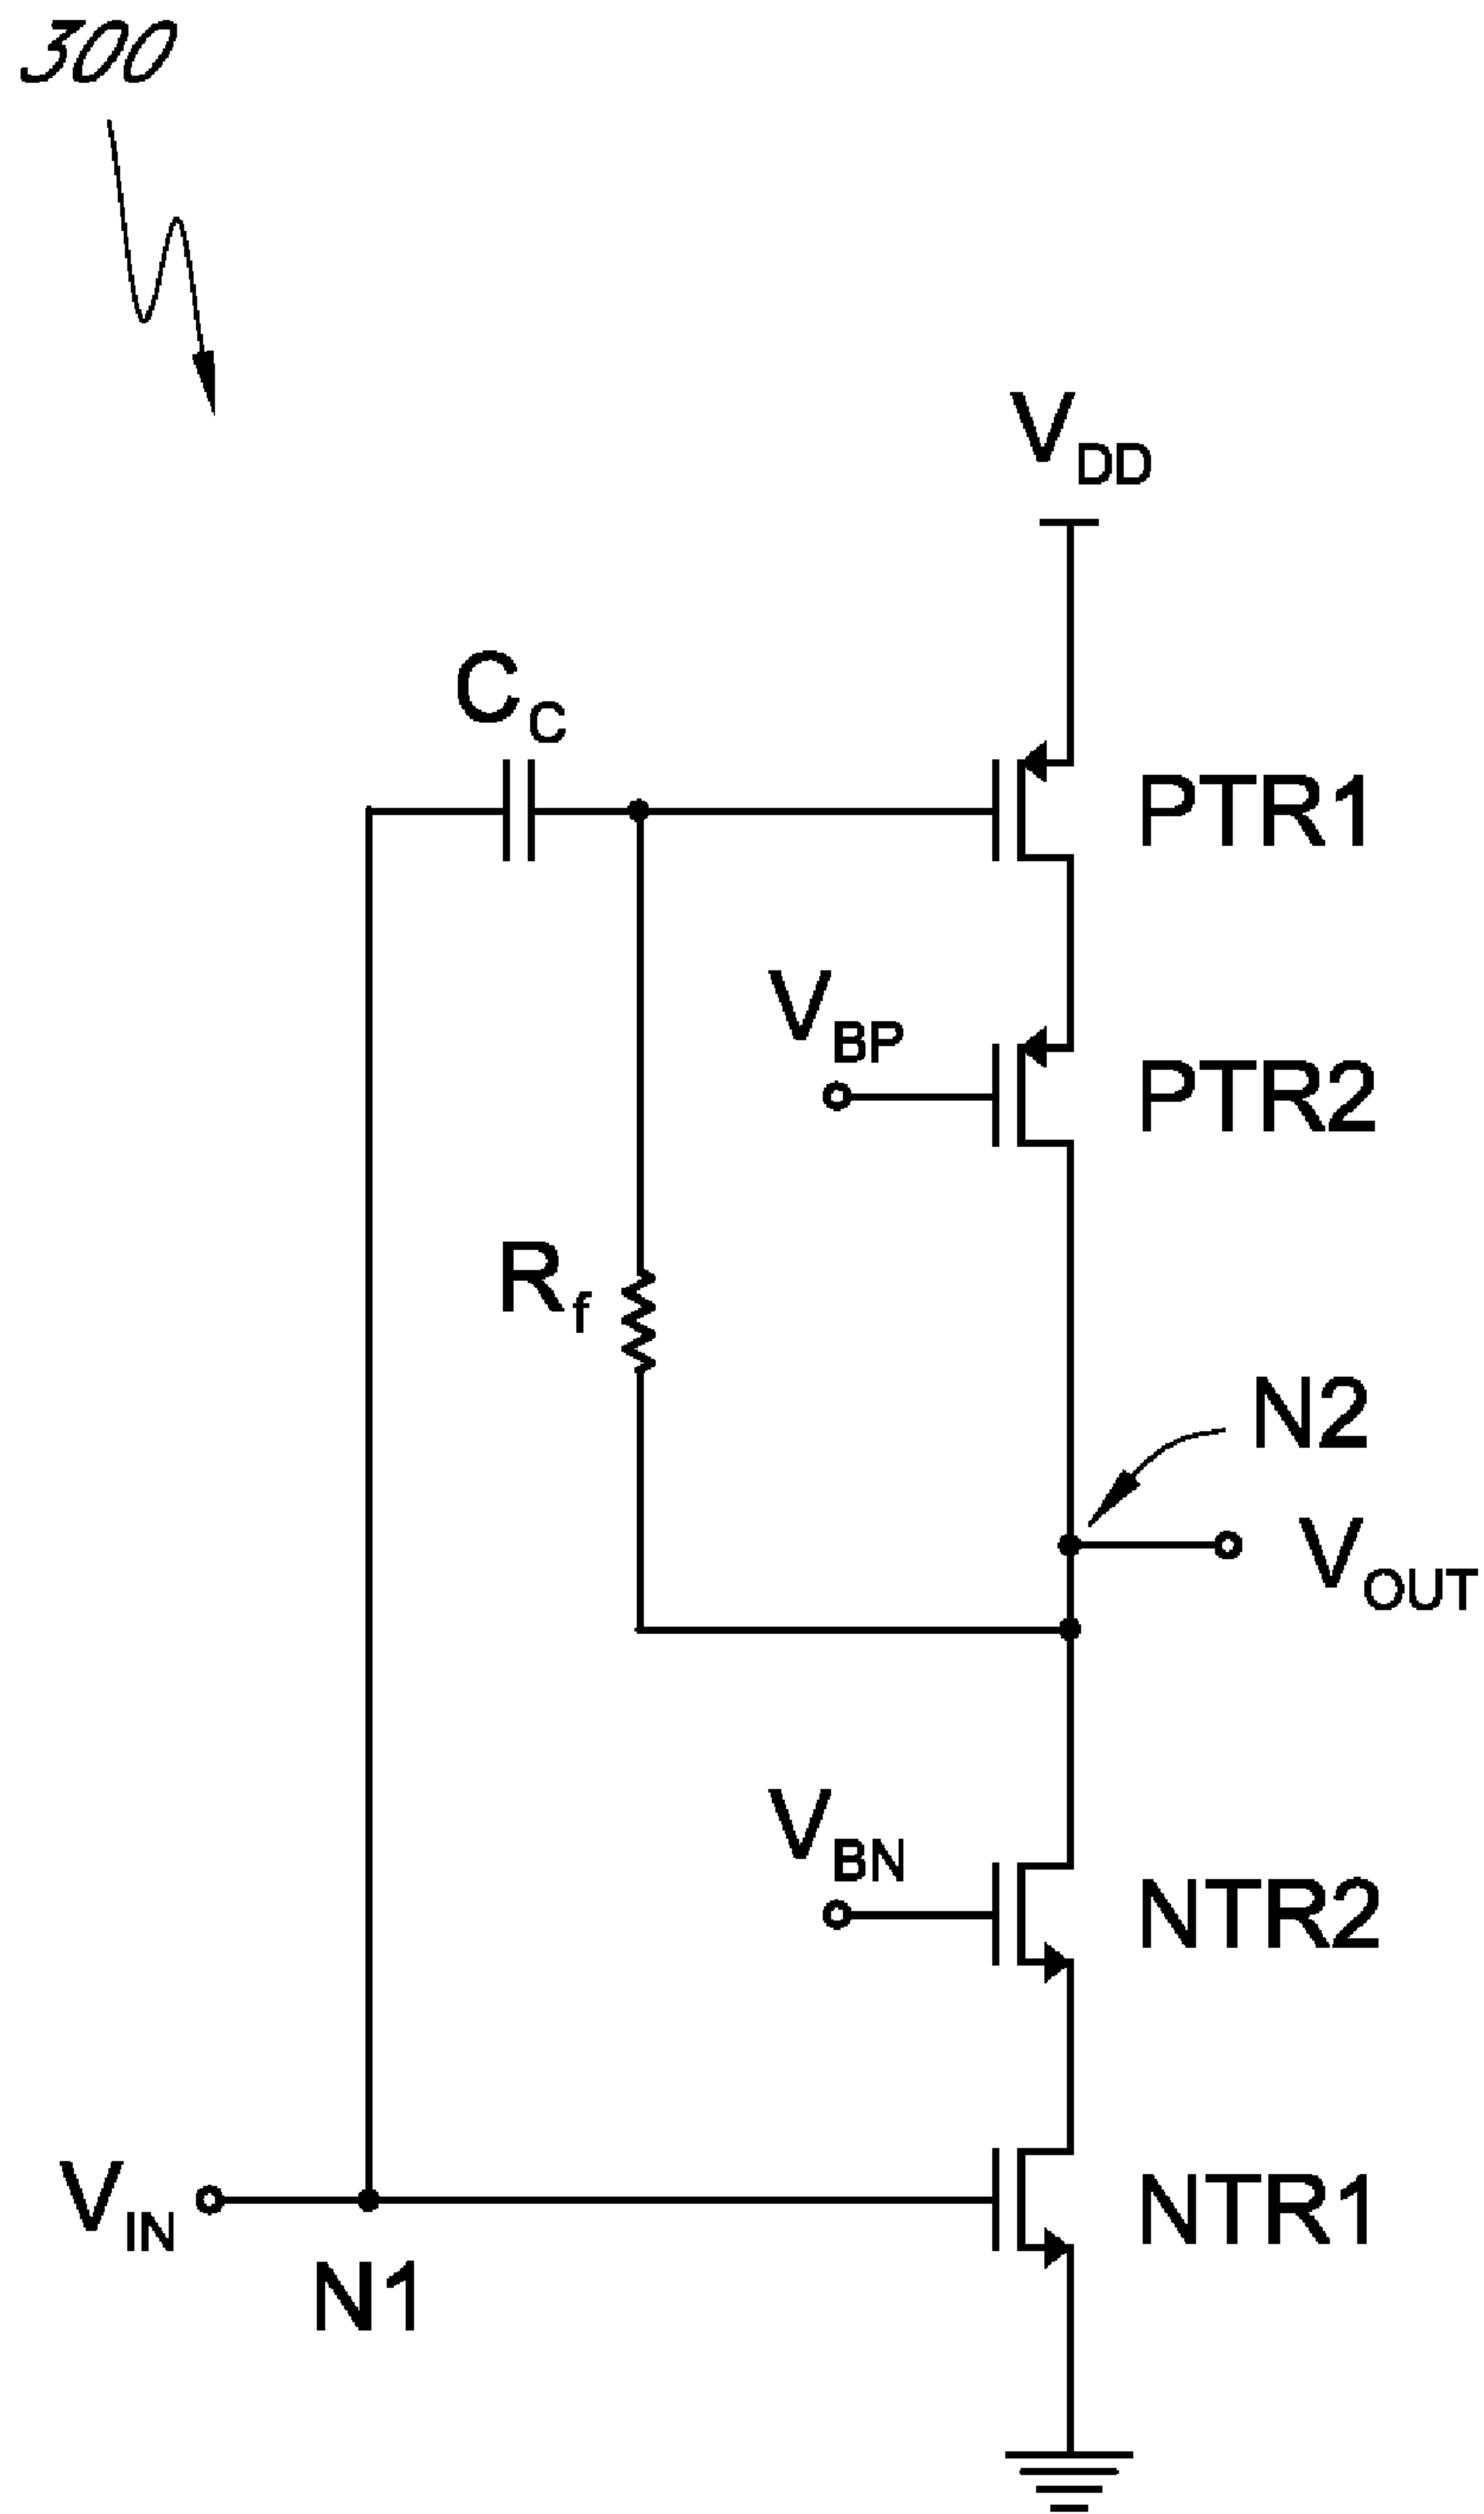 300
VDD
CC
PTR1
VBP
PTR2
Rf
N2
VOUT
VBN
NTR2
VIN
NTR1
N1